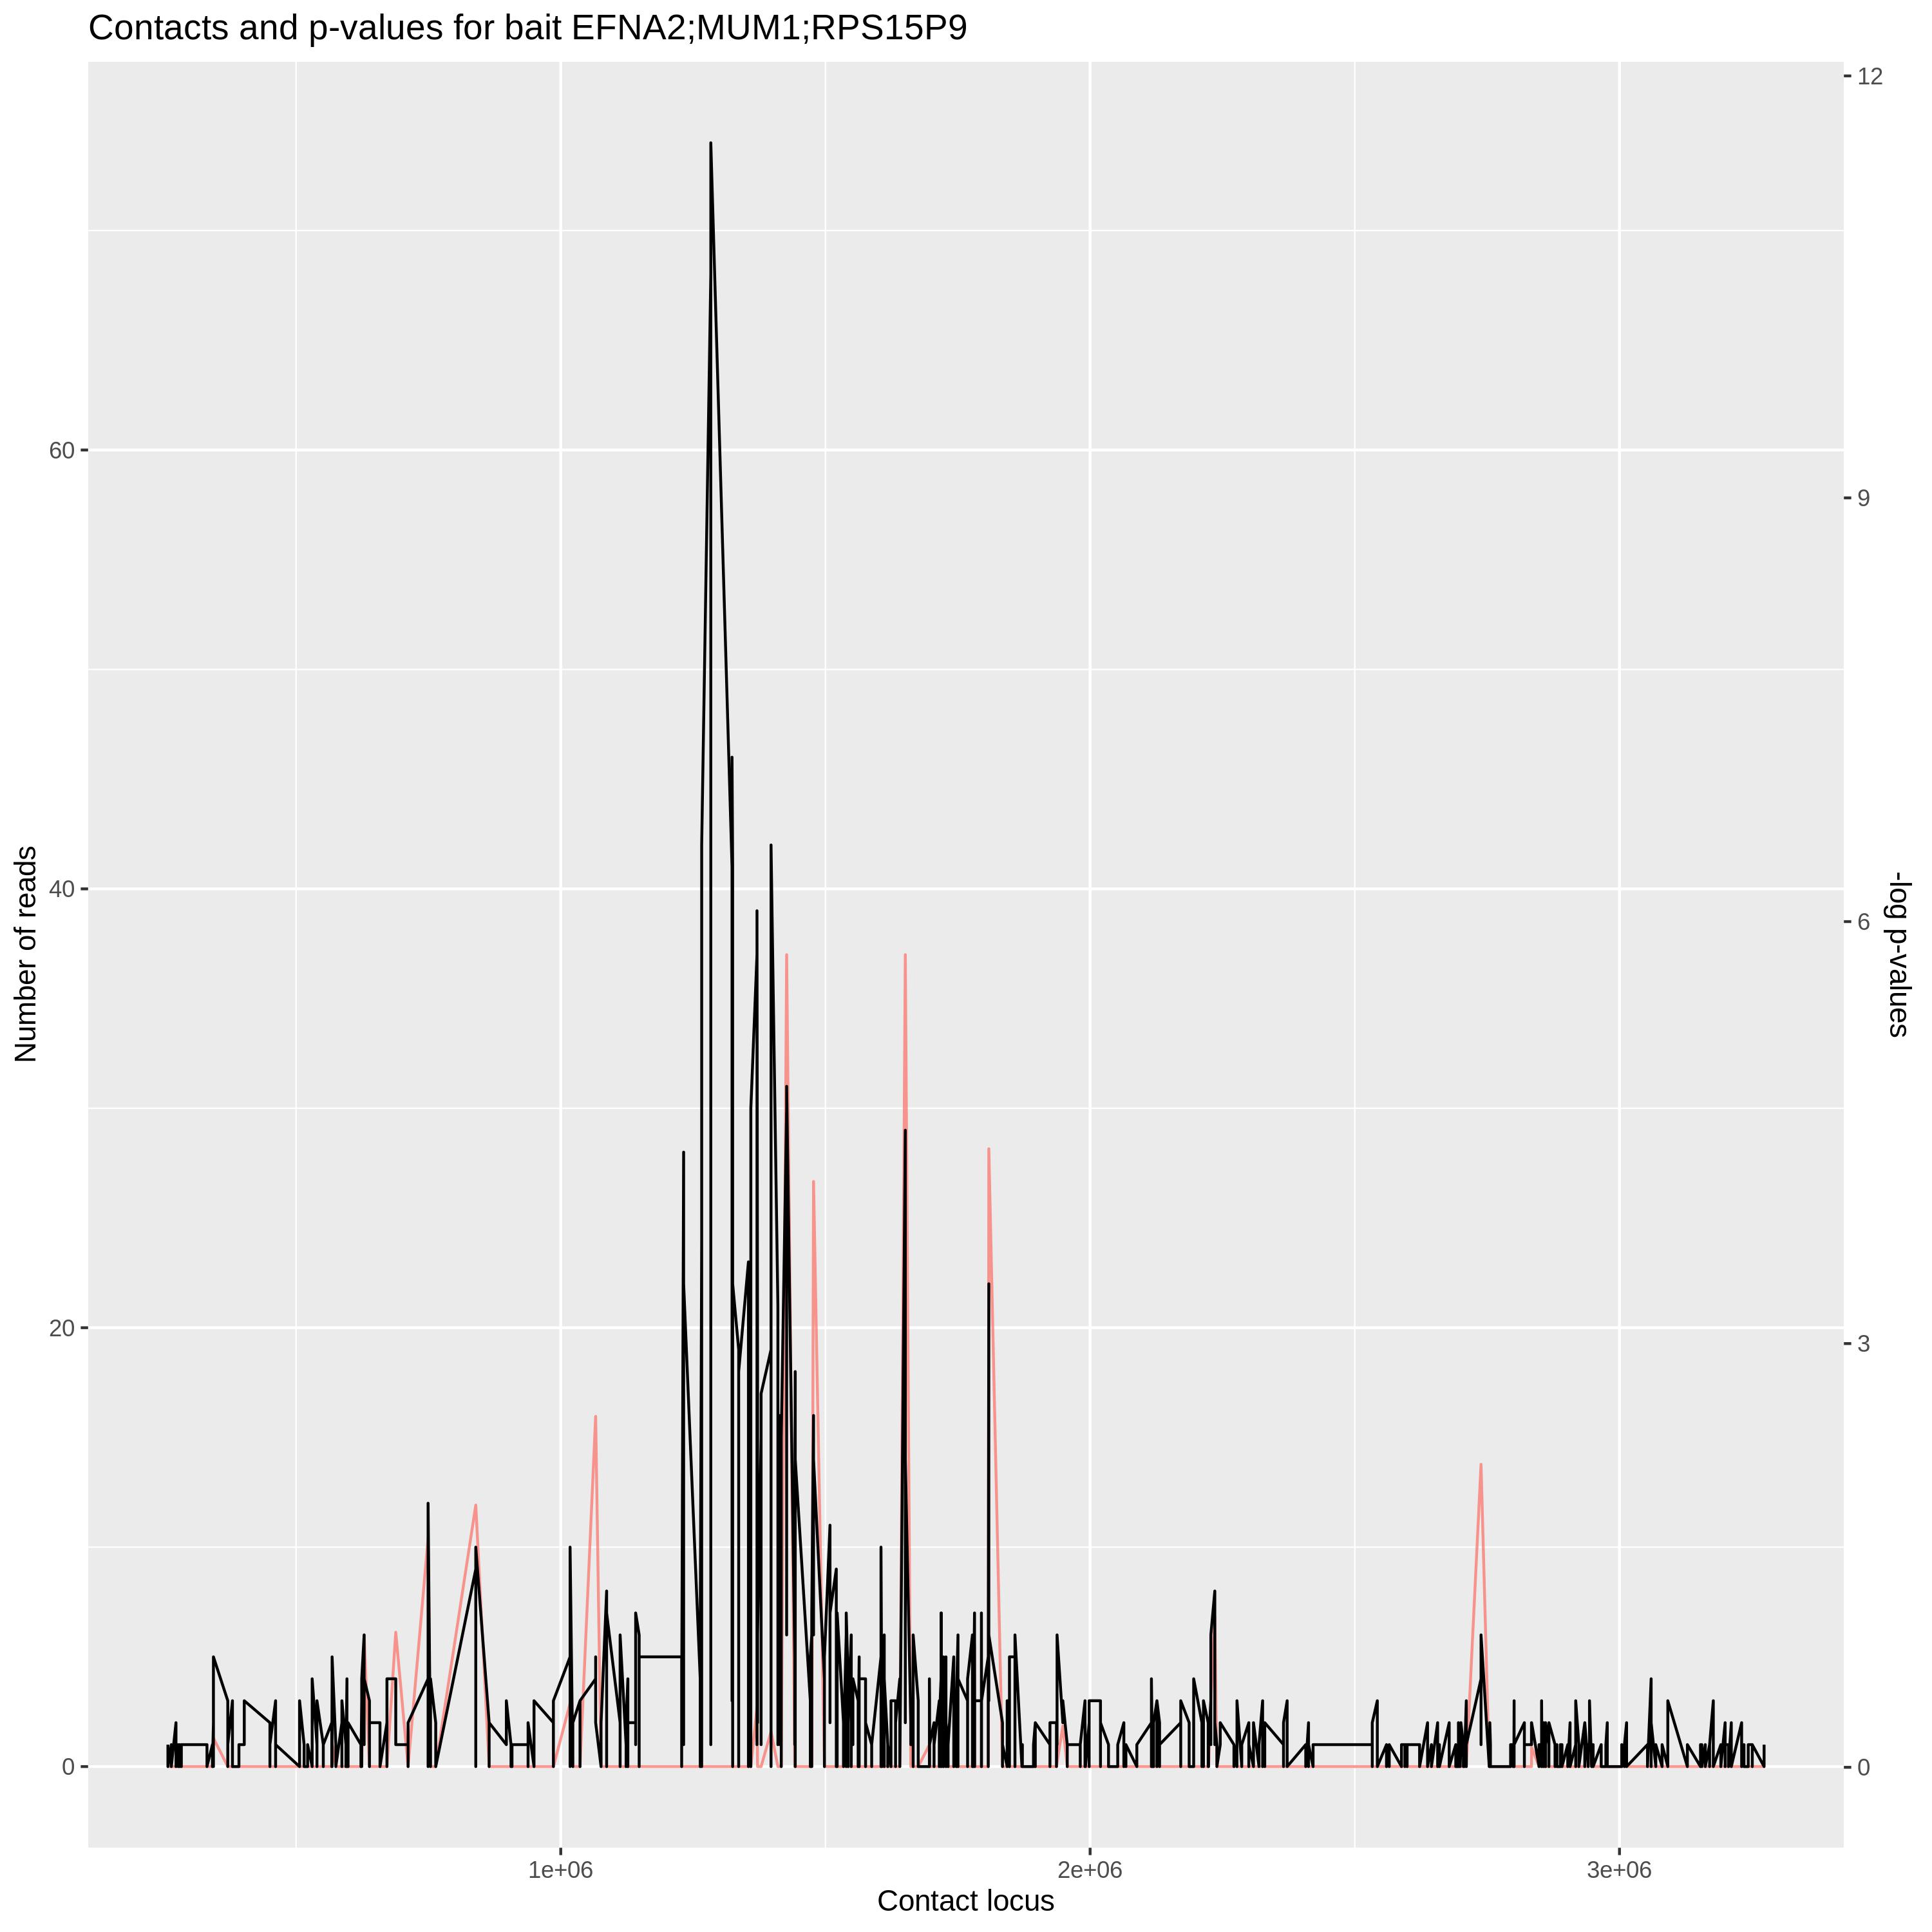 Contacts and p-values for bait EFNA2;MUM1;RPS15P9
12
9
6
3
0
-log p-values
60
40
20
0
Number of reads
1e+06
2e+06
3e+06
Contact locus